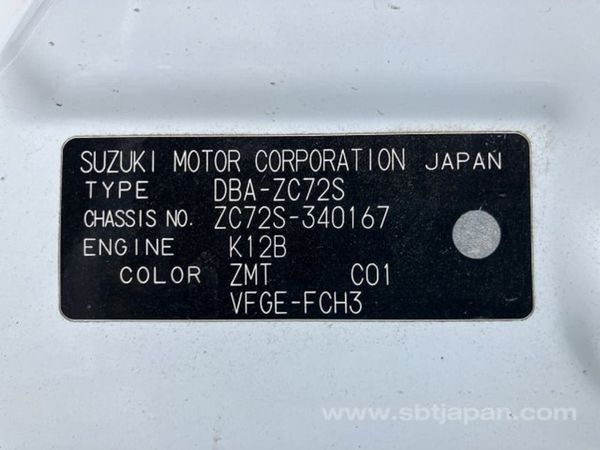 SUZUKI MOTOR CORPORATION JAPAN
TYPE DBA-ZC72S
CHASSIS NO. ZC72S-340167
ENGINE K12B
COLOR ZMT C01
VFGE-FCH3
www.sbtjapan.com